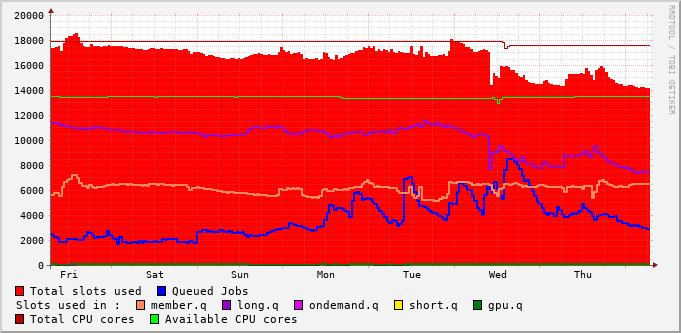 20000
18000
16000
14000
12000
10000
8000
6000
4000
2000
0
Fri Sat Sun Mon Tue Wed Thu
RRDTOOL / TOBI OETIKER
Total slots used Queued Jobs
Slots used in : member.q long.q ondemand.q short.q gpu.q
Total CPU cores Available CPU cores